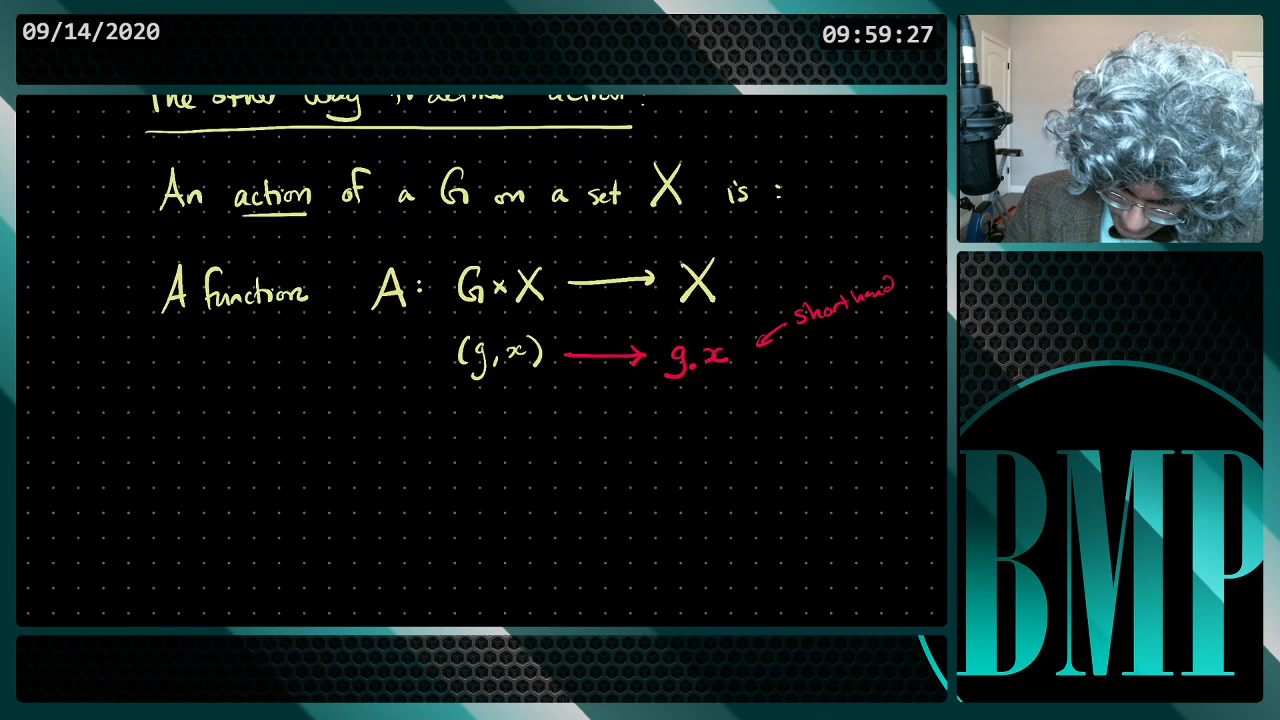 09/14/2020
09:59:27
The other way to define action:
An action of a G on a set X is :
A function A: G × X ⟶ X
shorthand
(g, x) ⟶ g.x
BMP